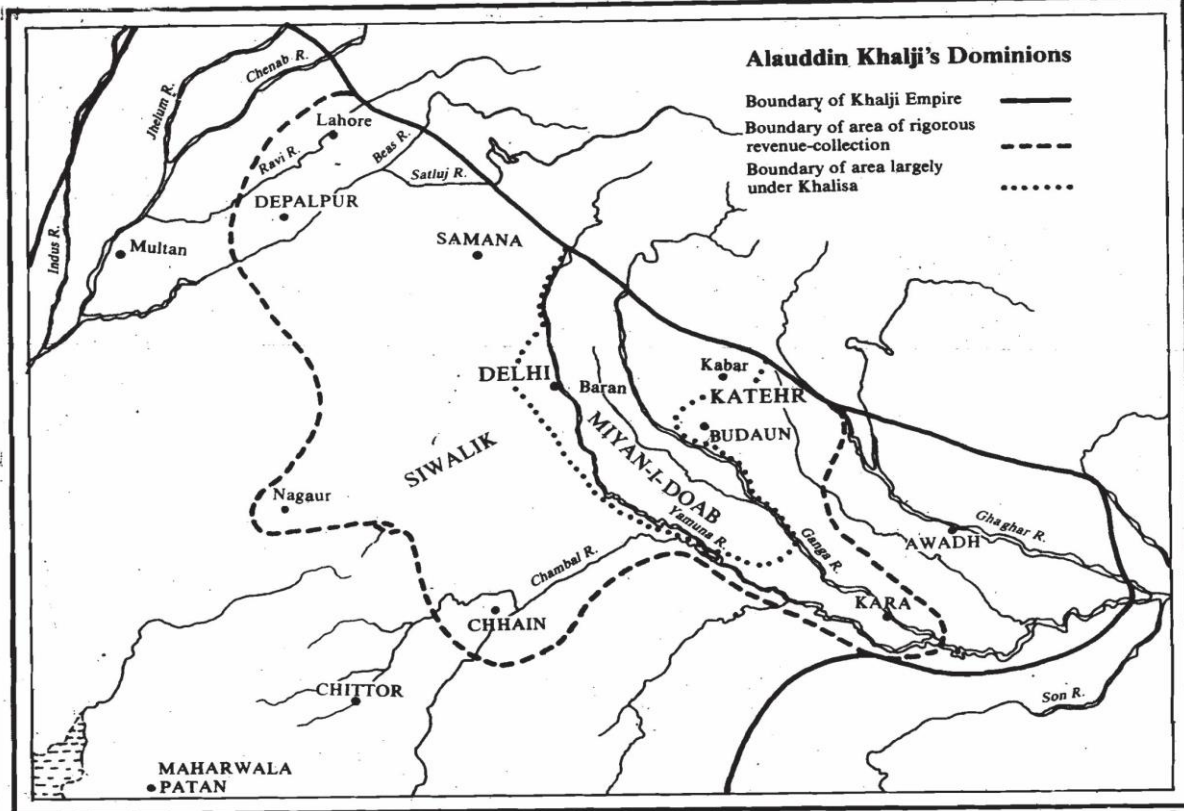 Alauddin Khalji's Dominions
Boundary of Khalji Empire
Boundary of area of rigorous
revenue-collection
Boundary of area largely
under Khalisa
Chenab R.
Jhelum R.
Lahore
Ravi R.
Beas R.
Satluj R.
DEPALPUR
Multan
Indus R.
SAMANA
DELHI
Baran
Kabar
KATEHR
BUDAUN
MIYAN-I-DOAB
SIWALIK
Nagaur
Yamuna R.
Ganga R.
Ghaghar R.
AWADH
Chambal R.
KARA
CHHAIN
CHITTOR
Son R.
MAHARWALA
PATAN